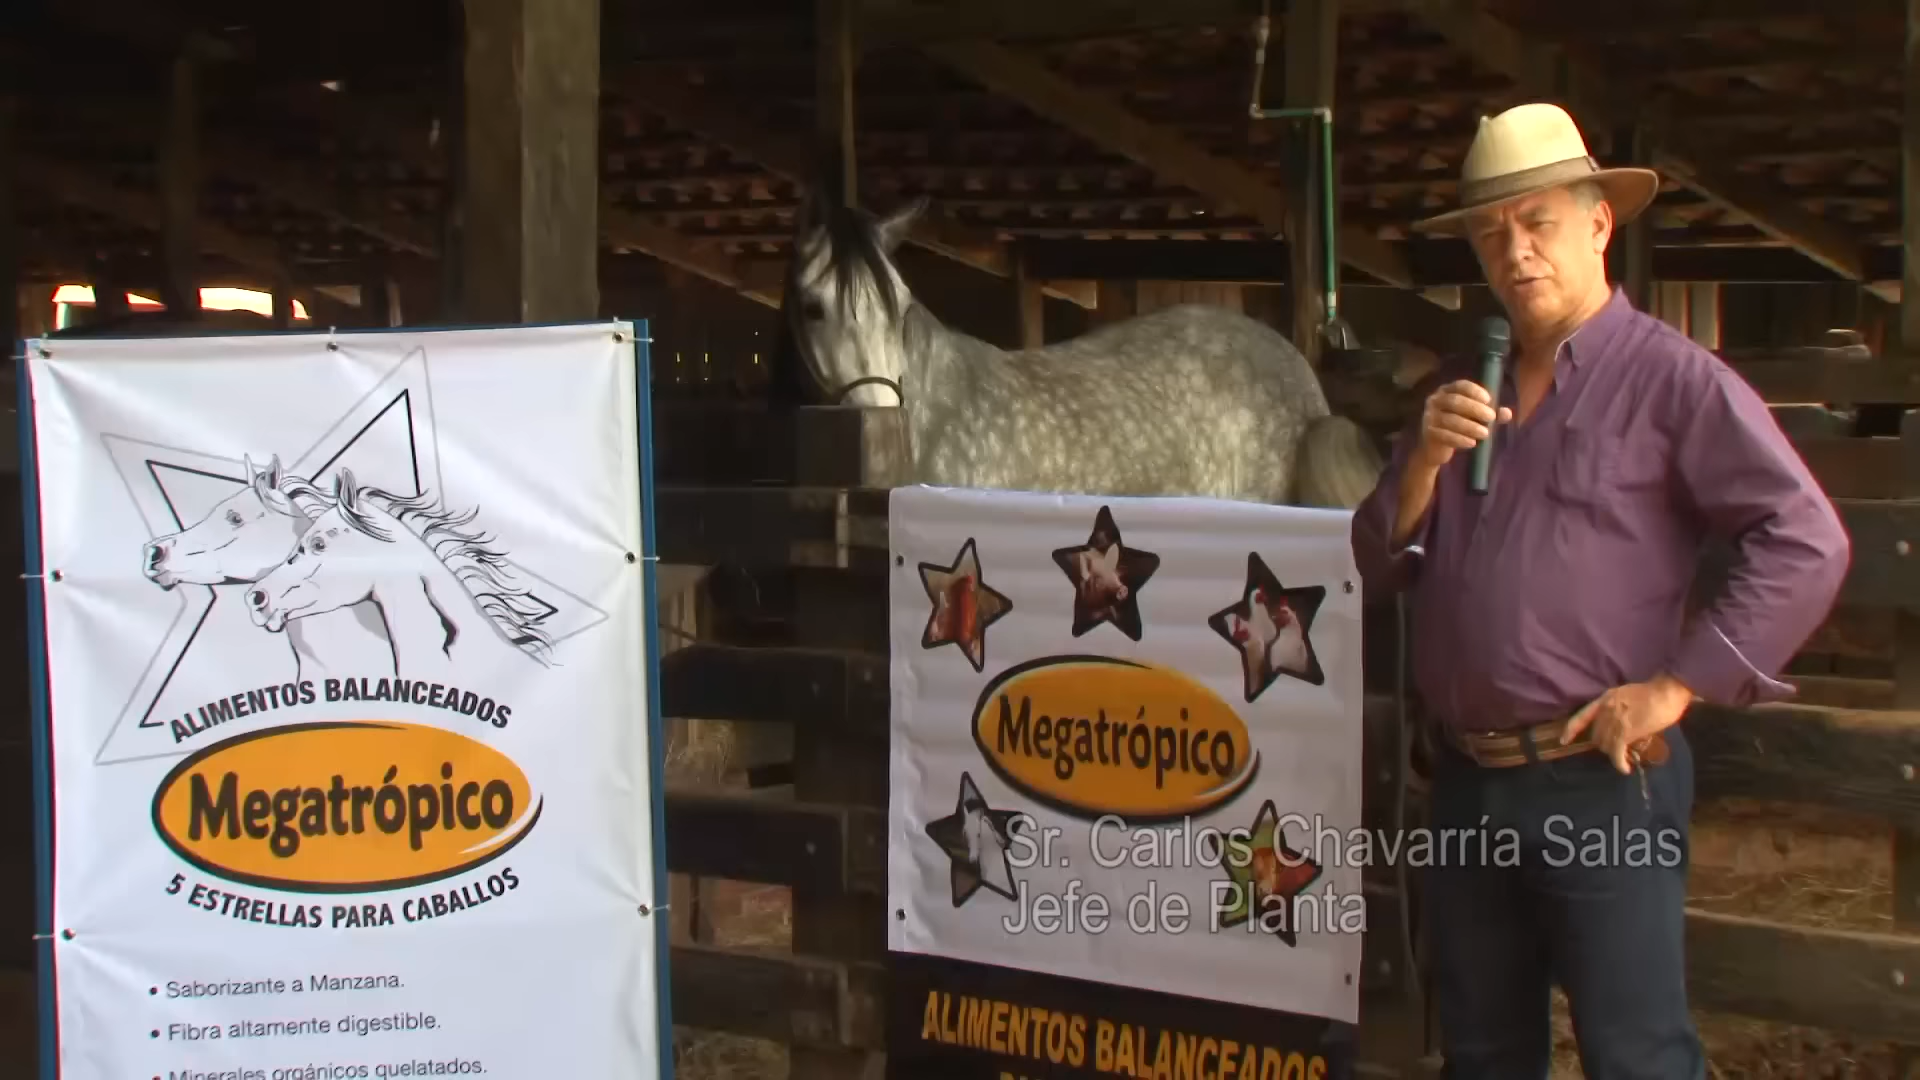 ALIMENTOS BALANCEADOS
Megatrópico
5 ESTRELLAS PARA CABALLOS
• Saborizante a Manzana.
• Fibra altamente digestible.
• Minerales orgánicos quelatados.
Megatrópico
ALIMENTOS BALANCEADOS
Sr. Carlos Chavarría Salas
Jefe de Planta